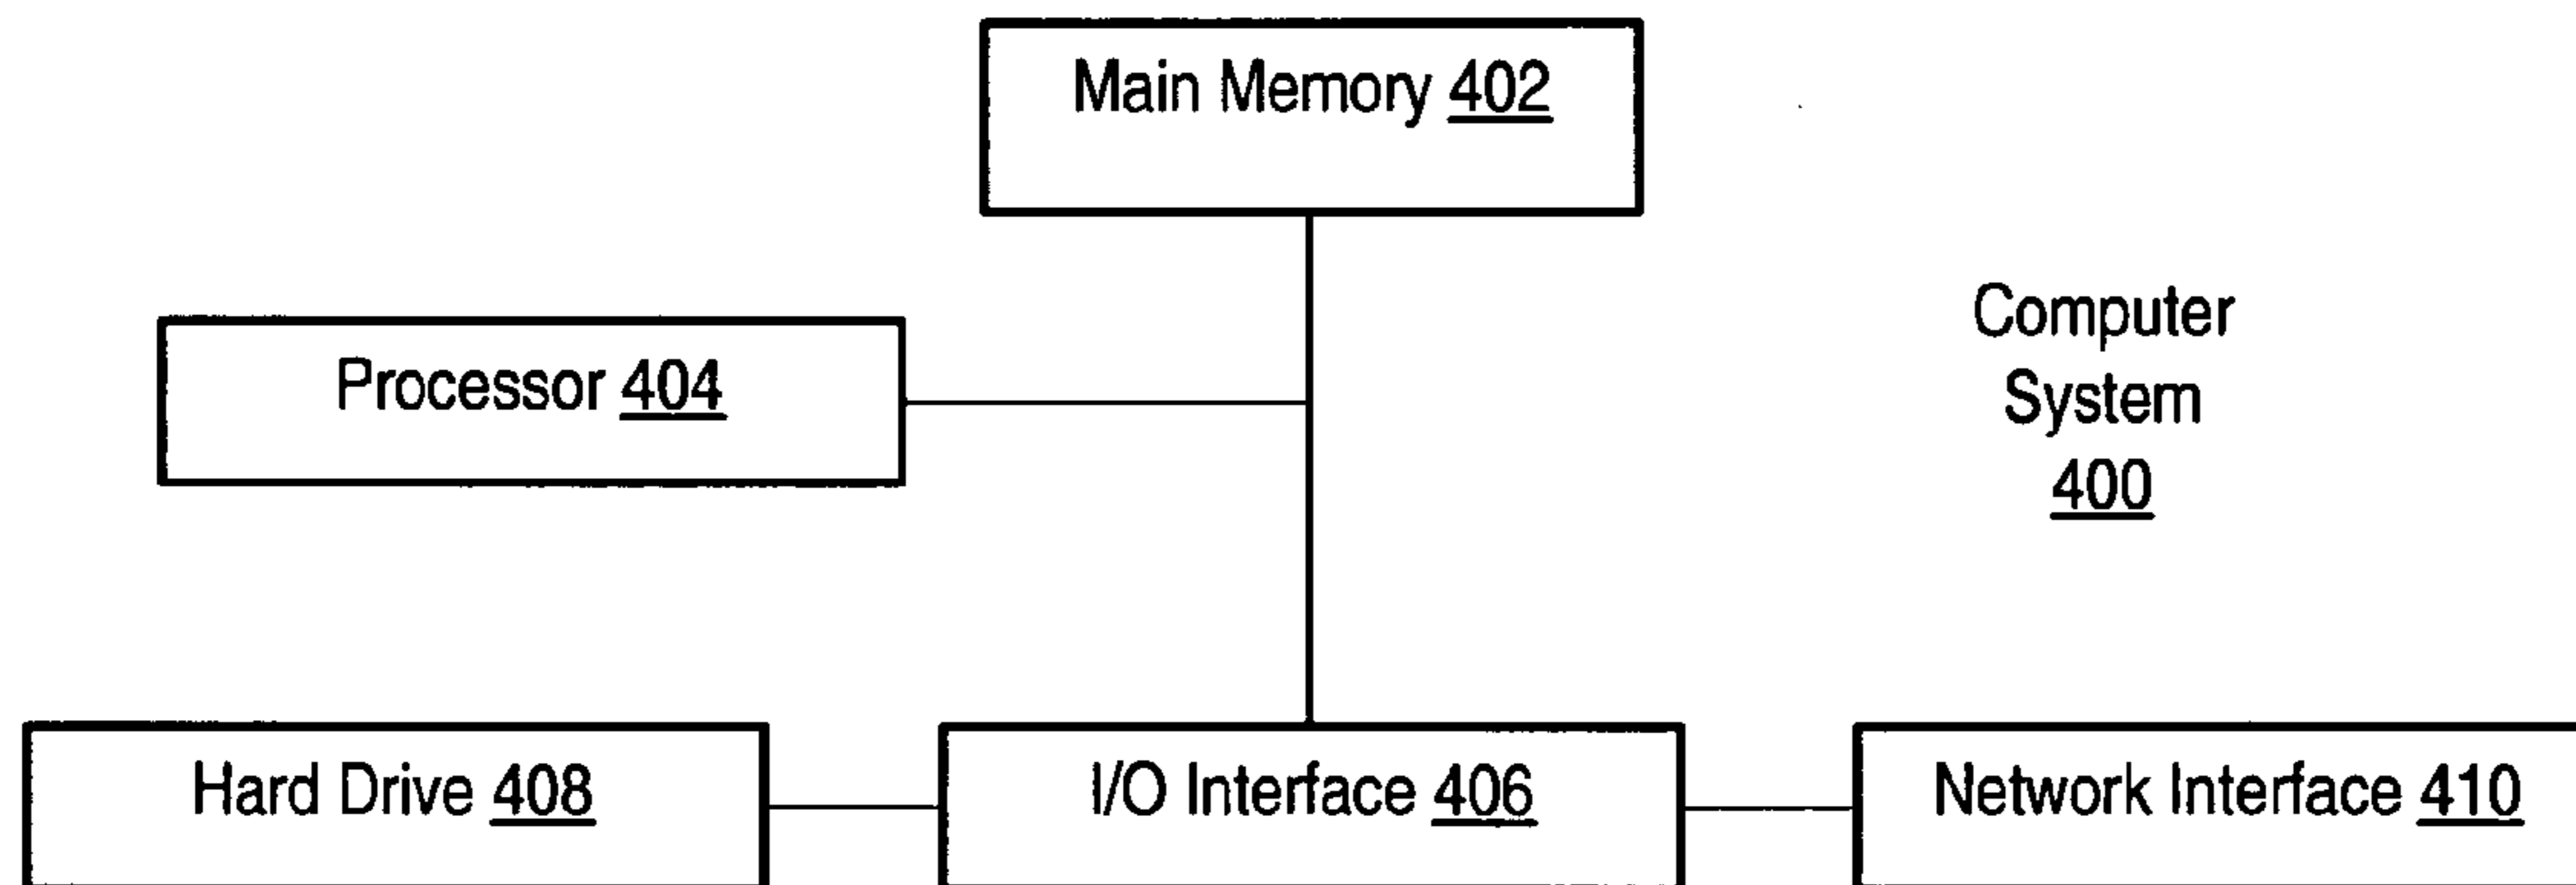 Main Memory 402
Computer
System
400
Processor 404
Hard Drive 408
I/O Interface 406
Network Interface 410